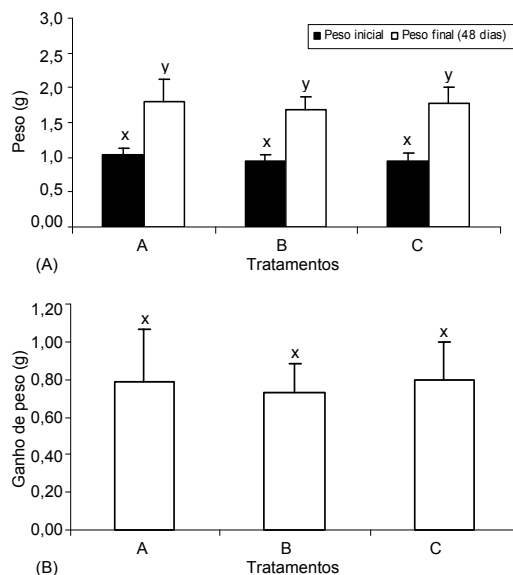 Peso inicial Peso final (48 dias)
Peso (g)
3,0
2,5
2,0
1,5
1,0
0,5
0,00
x y x y x y
A B C
(A) Tratamentos
Ganho de peso (g)
1,20
1,00
0,80
0,60
0,40
0,20
0,00
x x x
A B C
(B) Tratamentos